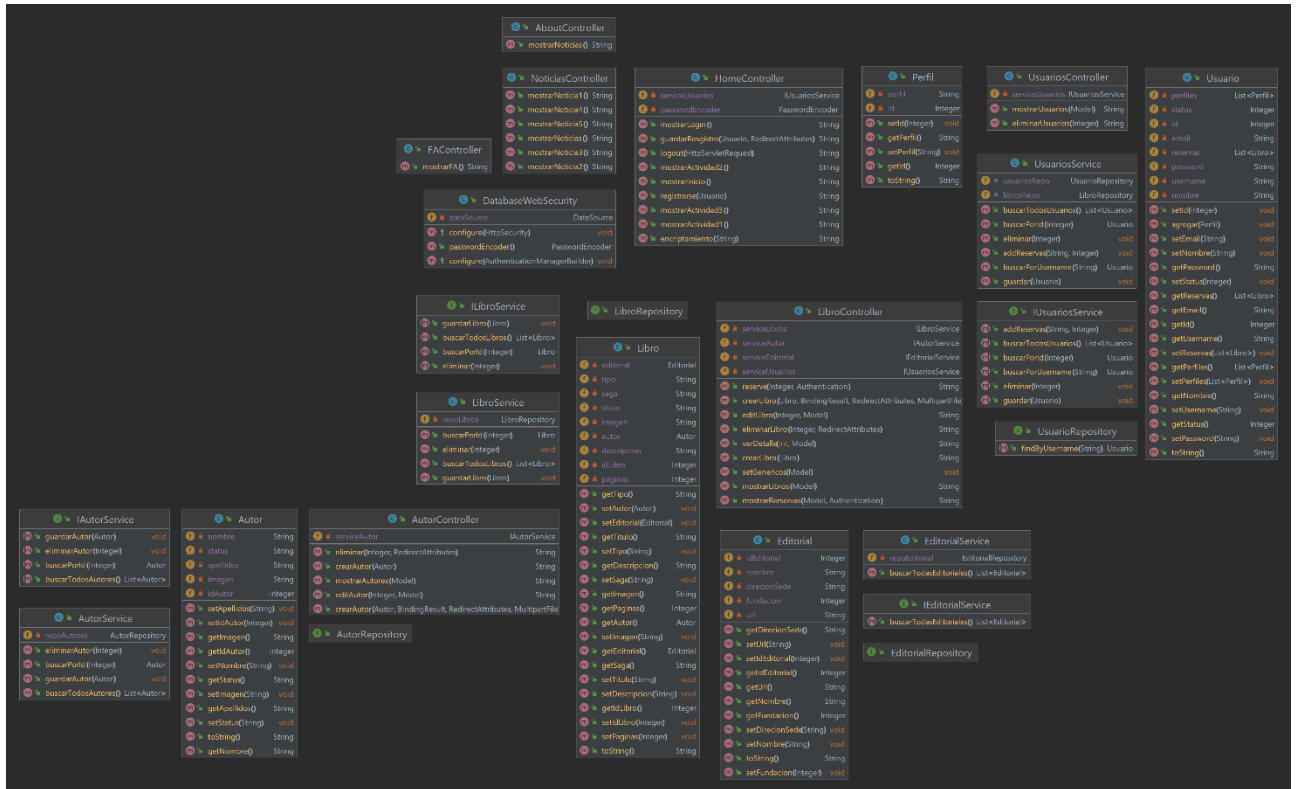 AboutController
mostrarNoticias() String
NoticiasController
mostrarNoticia1() String
mostrarNoticia4() String
mostrarNoticia5() String
mostrarNoticias() String
mostrarNoticia3() String
mostrarNoticia2() String
HomeController
serviceUsuarios IUsuariosService
passwordEncoder PasswordEncoder
mostrarLogin() String
guardarResgistro(Usuario, RedirectAttributes) String
logout(HttpServletRequest) String
mostrarActividad2() String
mostrarInicio() String
registrarse(Usuario) String
mostrarActividad3() String
mostrarActividad1() String
encriptamiento(String) String
Perfil
perfil String
id Integer
setId(Integer) void
getPerfil() String
setPerfil(String) void
getId() Integer
toString() String
UsuariosController
serviceUsuarios IUsuariosService
mostrarUsuarios(Model) String
eliminarUsuarios(Integer) String
Usuario
perfiles List<Perfil>
status Integer
id Integer
email String
reservas List<Libro>
password String
username String
nombre String
setId(Integer) void
agregar(Perfil) void
setEmail(String) void
setNombre(String) void
getPassword() String
setStatus(Integer) void
getReservas() List<Libro>
getEmail() String
getId() Integer
getUsername() String
setReservas(List<Libro>) void
getPerfiles() List<Perfil>
setPerfiles(List<Perfil>) void
getNombre() String
setUsername(String) void
getStatus() Integer
setPassword(String) void
toString() String
FAController
mostrarFA() String
UsuariosService
usuariosRepo UsuarioRepository
librosRepo LibroRepository
buscarTodosUsuarios() List<Usuario>
buscarPorId(Integer) Usuario
eliminar(Integer) void
addReservas(String, Integer) void
buscarPorUsername(String) Usuario
guardar(Usuario) void
DatabaseWebSecurity
dataSource DataSource
configure(HttpSecurity) void
passwordEncoder() PasswordEncoder
configure(AuthenticationManagerBuilder) void
ILibroService
guardarLibro(Libro) void
buscarTodosLibros() List<Libro>
buscarPorId(Integer) Libro
eliminar(Integer) void
LibroRepository
LibroController
serviceLibros ILibroService
serviceAutor IAutorService
serviceEditorial IEditorialService
serviceUsuarios IUsuariosService
reserve(Integer, Authentication) String
crearLibro(Libro, BindingResult, RedirectAttributes, MultipartFile
editLibro(Integer, Model) String
eliminarLibro(Integer, RedirectAttributes) String
verDetalle(int, Model) String
crearLibro(Libro) String
setGenericos(Model) void
mostrarLibros(Model) String
mostrarRerservas(Model, Authentication) String
IUsuariosService
addReservas(String, Integer) void
buscarTodosUsuarios() List<Usuario>
buscarPorId(Integer) Usuario
buscarPorUsername(String) Usuario
eliminar(Integer) void
guardar(Usuario) void
Libro
editorial Editorial
tipo String
saga String
titulo String
imagen String
autor Autor
descripcion String
idLibro Integer
paginas Integer
getTipo() String
setAutor(Autor) void
setEditorial(Editorial) void
getTitulo() String
setTipo(String) void
getDescripcion() String
setSaga(String) void
getImagen() String
getPaginas() Integer
getAutor() Autor
setImagen(String) void
getEditorial() Editorial
getSaga() String
setTitulo(String) void
setDescripcion(String) void
getIdLibro() Integer
setIdLibro(Integer) void
setPaginas(Integer) void
toString() String
LibroService
repoLibros LibroRepository
buscarPorId(Integer) Libro
eliminar(Integer) void
buscarTodosLibros() List<Libro>
guardarLibro(Libro) void
UsuarioRepository
findByUsername(String) Usuario
IAutorService
guardarAutor(Autor) void
eliminarAutor(Integer) void
buscarPorId(Integer) Autor
buscarTodosAutores() List<Autor>
Autor
nombre String
status String
apellidos String
imagen String
idAutor Integer
setApellidos(String) void
setIdAutor(Integer) void
getImagen() String
getIdAutor() Integer
setNombre(String) void
getStatus() String
setImagen(String) void
getApellidos() String
setStatus(String) void
toString() String
getNombre() String
AutorController
serviceAutor IAutorService
eliminar(Integer, RedirectAttributes) String
crearAutor(Autor) String
mostrarAutores(Model) String
editAutor(Integer, Model) String
crearAutor(Autor, BindingResult, RedirectAttributes, MultipartFile
AutorRepository
Editorial
idEditorial Integer
nombre String
direcionSede String
fundacion Integer
url String
getDirecionSede() String
setUrl(String) void
setIdEditorial(Integer) void
getIdEditorial() Integer
getUrl() String
getNombre() String
getFundacion() Integer
setDirecionSede(String) void
setNombre(String) void
toString() String
setFundacion(Integer) void
EditorialService
repoEditorial EditorialRepository
buscarTodasEditoriales() List<Editorial>
IEditorialService
buscarTodasEditoriales() List<Editorial>
EditorialRepository
AutorService
repoAutores AutorRepository
eliminarAutor(Integer) void
buscarPorId(Integer) Autor
guardarAutor(Autor) void
buscarTodosAutores() List<Autor>